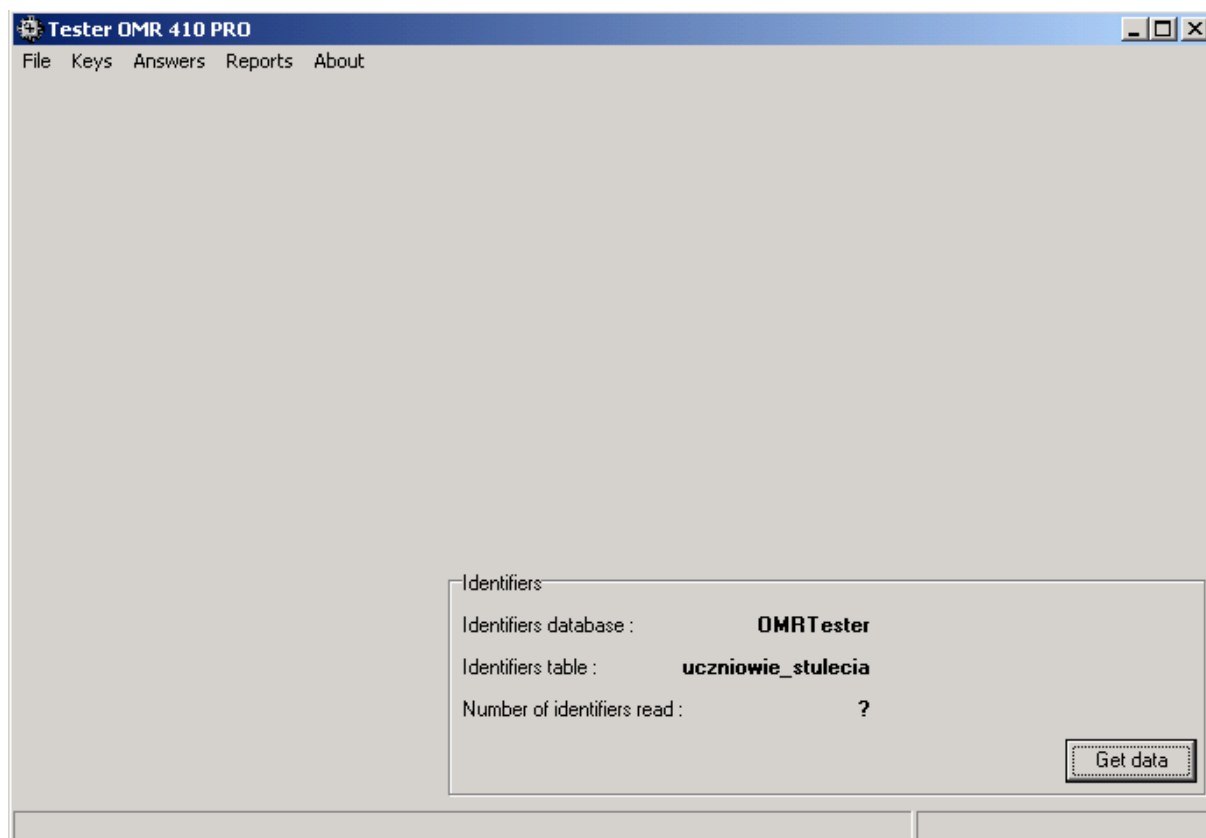 Tester OMR 410 PRO
File Keys Answers Reports About
Identifiers
Identifiers database : OMRTester
Identifiers table : uczniowie_stulecia
Number of identifiers read : ?
Get data